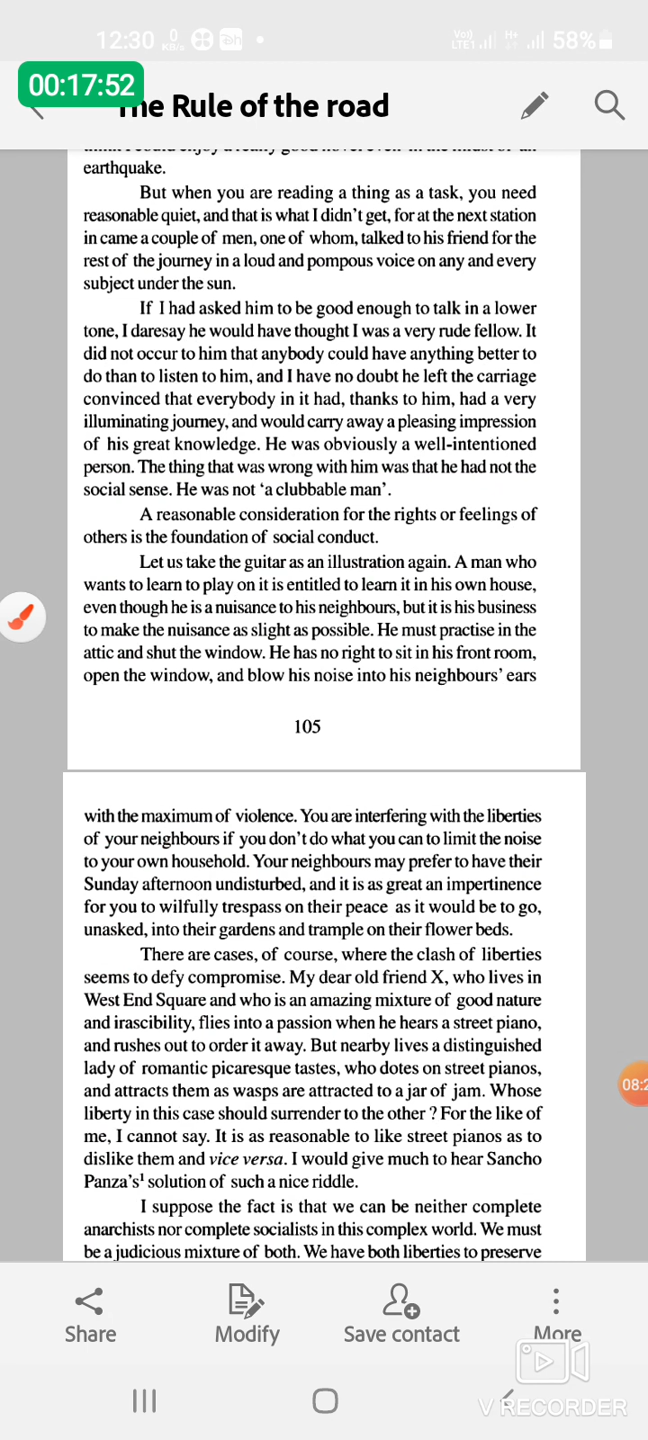 12:30
0
KB/s
Vo)
LTE1
H+
58%
00:17:52
The Rule of the road
earthquake.
But when you are reading a thing as a task, you need
reasonable quiet, and that is what I didn't get, for at the next station
in came a couple of men, one of whom, talked to his friend for the
rest of the journey in a loud and pompous voice on any and every
subject under the sun.
If I had asked him to be good enough to talk in a lower
tone, I daresay he would have thought I was a very rude fellow. It
did not occur to him that anybody could have anything better to
do than to listen to him, and I have no doubt he left the carriage
convinced that everybody in it had, thanks to him, had a very
illuminating journey, and would carry away a pleasing impression
of his great knowledge. He was obviously a well-intentioned
person. The thing that was wrong with him was that he had not the
social sense. He was not 'a clubbable man'.
A reasonable consideration for the rights or feelings of
others is the foundation of social conduct.
Let us take the guitar as an illustration again. A man who
wants to learn to play on it is entitled to learn it in his own house,
even though he is a nuisance to his neighbours, but it is his business
to make the nuisance as slight as possible. He must practise in the
attic and shut the window. He has no right to sit in his front room,
open the window, and blow his noise into his neighbours' ears
105
with the maximum of violence. You are interfering with the liberties
of your neighbours if you don't do what you can to limit the noise
to your own household. Your neighbours may prefer to have their
Sunday afternoon undisturbed, and it is as great an impertinence
for you to wilfully trespass on their peace as it would be to go,
unasked, into their gardens and trample on their flower beds.
There are cases, of course, where the clash of liberties
seems to defy compromise. My dear old friend X, who lives in
West End Square and who is an amazing mixture of good nature
and irascibility, flies into a passion when he hears a street piano,
and rushes out to order it away. But nearby lives a distinguished
lady of romantic picaresque tastes, who dotes on street pianos,
and attracts them as wasps are attracted to a jar of jam. Whose
liberty in this case should surrender to the other ? For the like of
me, I cannot say. It is as reasonable to like street pianos as to
dislike them and vice versa. I would give much to hear Sancho
Panza's¹ solution of such a nice riddle.
I suppose the fact is that we can be neither complete
anarchists nor complete socialists in this complex world. We must
be a judicious mixture of both. We have both liberties to preserve
08:2
Share
Modify
Save contact
More
V RECORDER